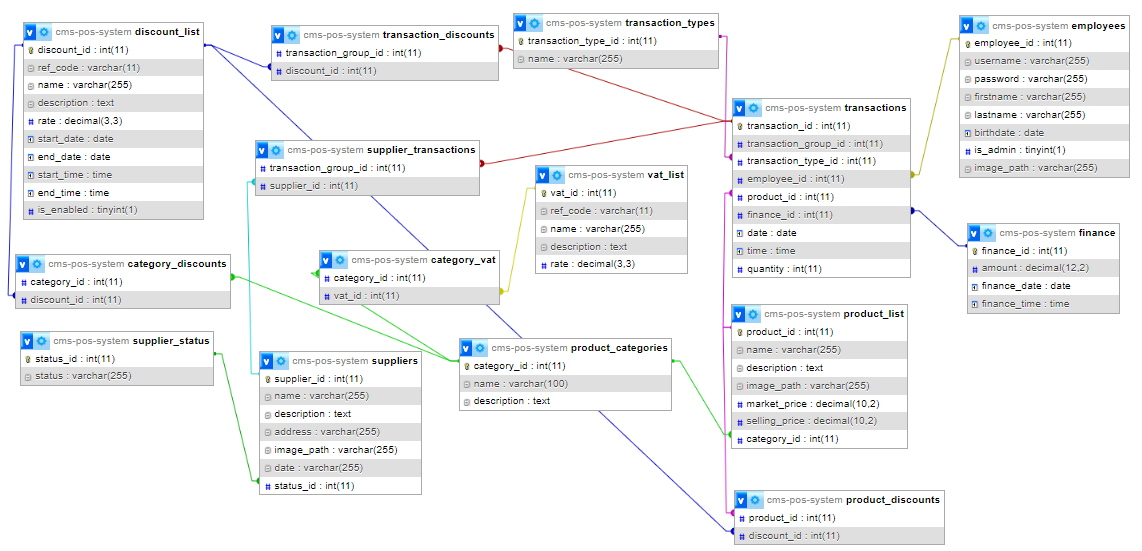 cms-pos-system discount_list
discount_id : int(11)
ref_code : varchar(11)
name : varchar(255)
description : text
rate : decimal(3,3)
start_date : date
end_date : date
start_time : time
end_time : time
is_enabled : tinyint(1)
cms-pos-system transaction_discounts
transaction_group_id : int(11)
discount_id : int(11)
cms-pos-system transaction_types
transaction_type_id : int(11)
name : varchar(255)
cms-pos-system employees
employee_id : int(11)
username : varchar(255)
password : varchar(255)
firstname : varchar(255)
lastname : varchar(255)
birthdate : date
is_admin : tinyint(1)
image_path : varchar(255)
cms-pos-system transactions
transaction_id : int(11)
transaction_group_id : int(11)
transaction_type_id : int(11)
employee_id : int(11)
product_id : int(11)
finance_id : int(11)
date : date
time : time
quantity : int(11)
cms-pos-system supplier_transactions
transaction_group_id : int(11)
supplier_id : int(11)
cms-pos-system vat_list
vat_id : int(11)
ref_code : varchar(11)
name : varchar(255)
description : text
rate : decimal(3,3)
cms-pos-system finance
finance_id : int(11)
amount : decimal(12,2)
finance_date : date
finance_time : time
cms-pos-system category_discounts
category_id : int(11)
discount_id : int(11)
cms-pos-system category_vat
category_id : int(11)
vat_id : int(11)
cms-pos-system product_list
product_id : int(11)
name : varchar(255)
description : text
image_path : varchar(255)
market_price : decimal(10,2)
selling_price : decimal(10,2)
category_id : int(11)
cms-pos-system supplier_status
status_id : int(11)
status : varchar(255)
cms-pos-system suppliers
supplier_id : int(11)
name : varchar(255)
description : text
address : varchar(255)
image_path : varchar(255)
date : varchar(255)
status_id : int(11)
cms-pos-system product_categories
category_id : int(11)
name : varchar(100)
description : text
cms-pos-system product_discounts
product_id : int(11)
discount_id : int(11)